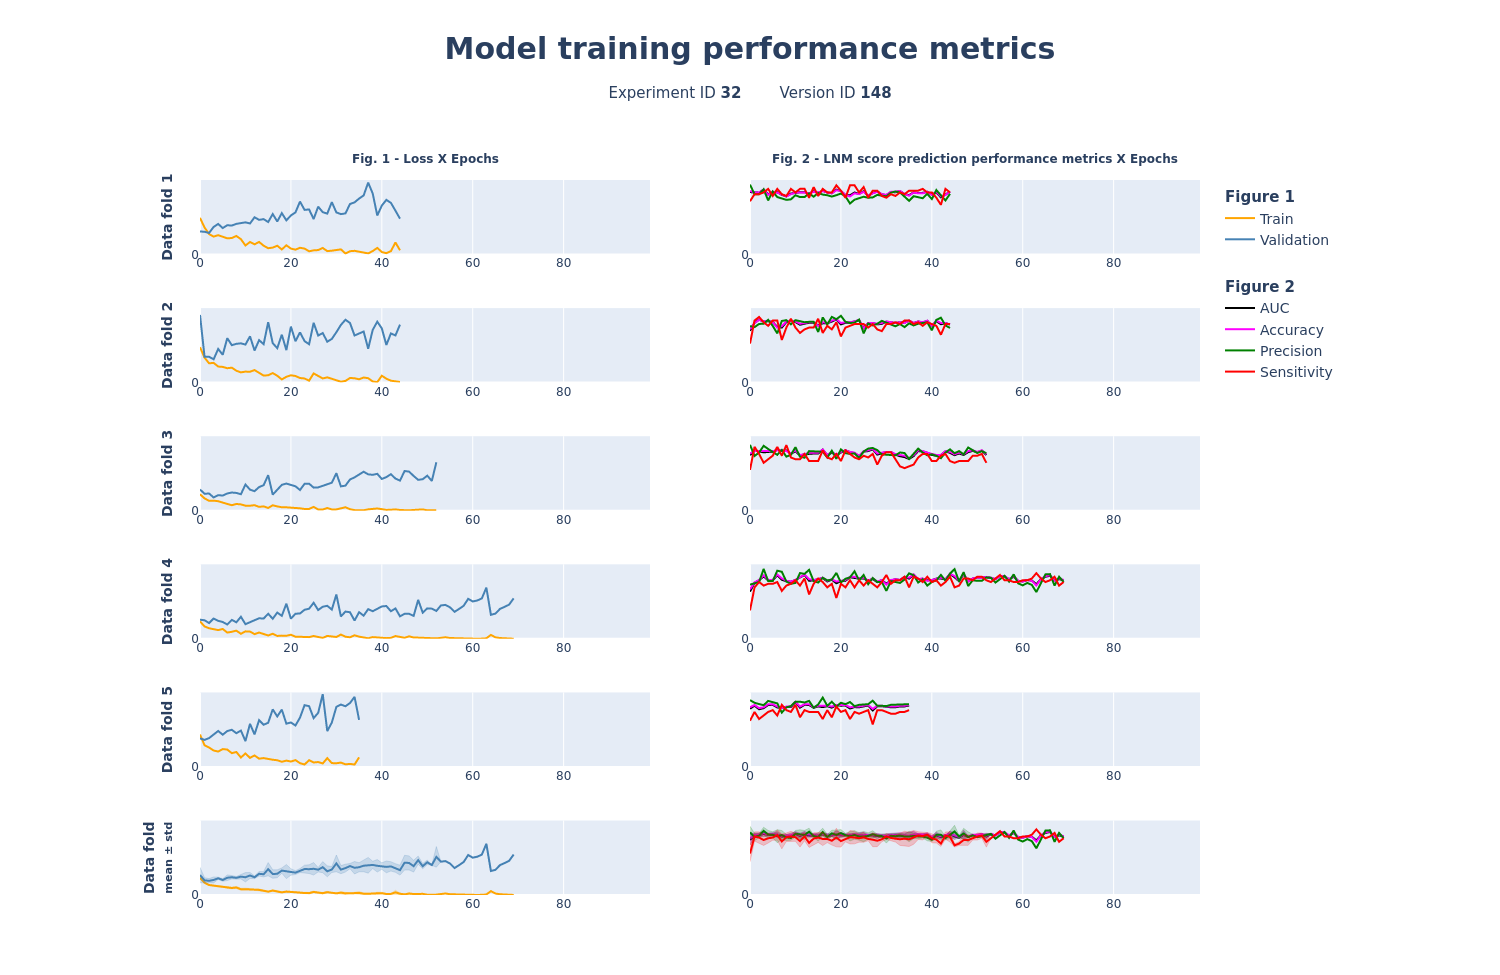 Model training performance metrics
Experiment ID 32 Version ID 148
Fig. 1 - Loss X Epochs
Fig. 2 - LNM score prediction performance metrics X Epochs
Data fold 1
0
0 20 40 60 80
0
0 20 40 60 80
Figure 1
Train
Validation
Figure 2
AUC
Accuracy
Precision
Sensitivity
Data fold 2
0
0 20 40 60 80
0
0 20 40 60 80
Data fold 3
0
0 20 40 60 80
0
0 20 40 60 80
Data fold 4
0
0 20 40 60 80
0
0 20 40 60 80
Data fold 5
0
0 20 40 60 80
0
0 20 40 60 80
Data fold
mean ± std
0
0 20 40 60 80
0
0 20 40 60 80